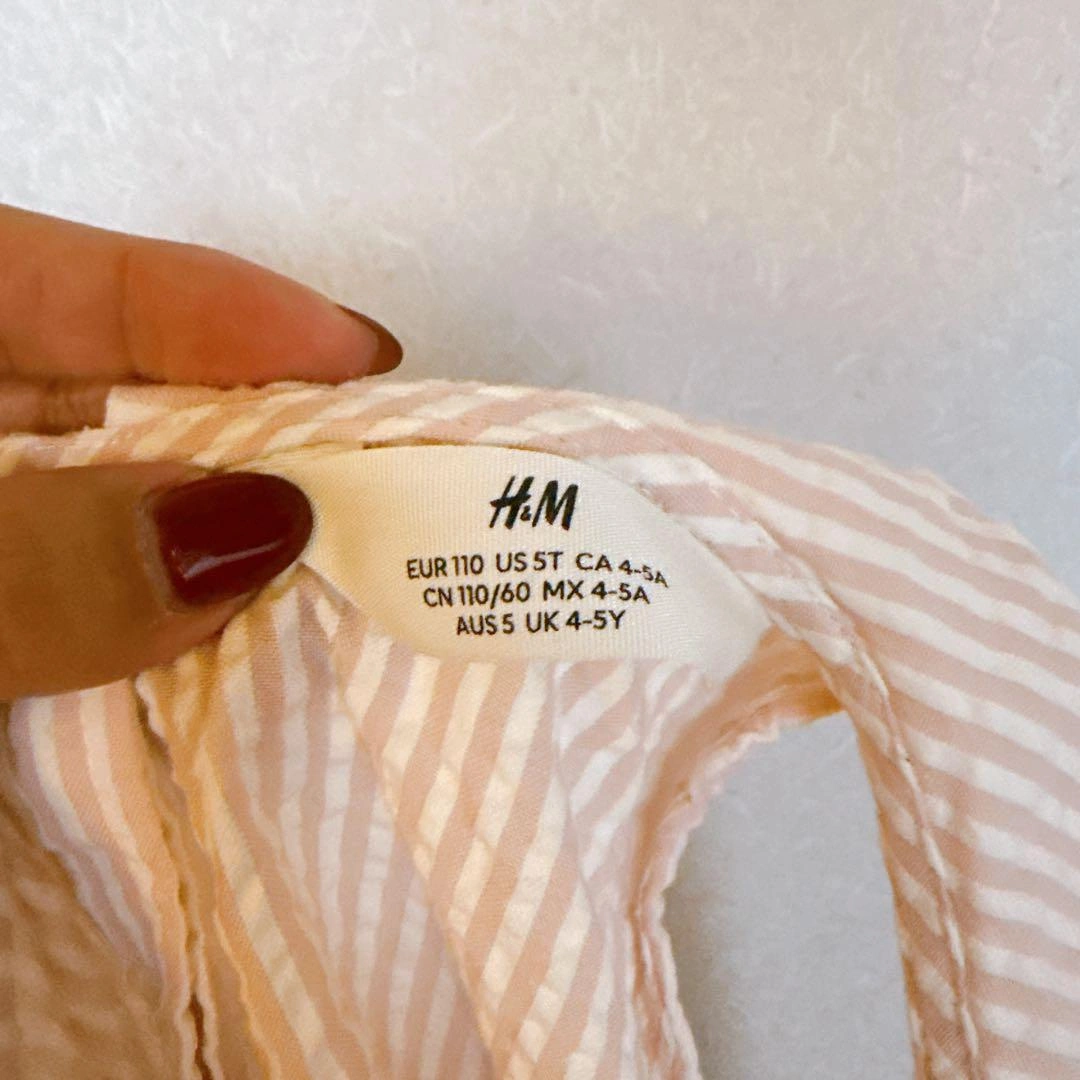 H&M
EUR 110 US 5T CA 4-5A
CN 110/60 MX 4-5A
AUS 5 UK 4-5Y